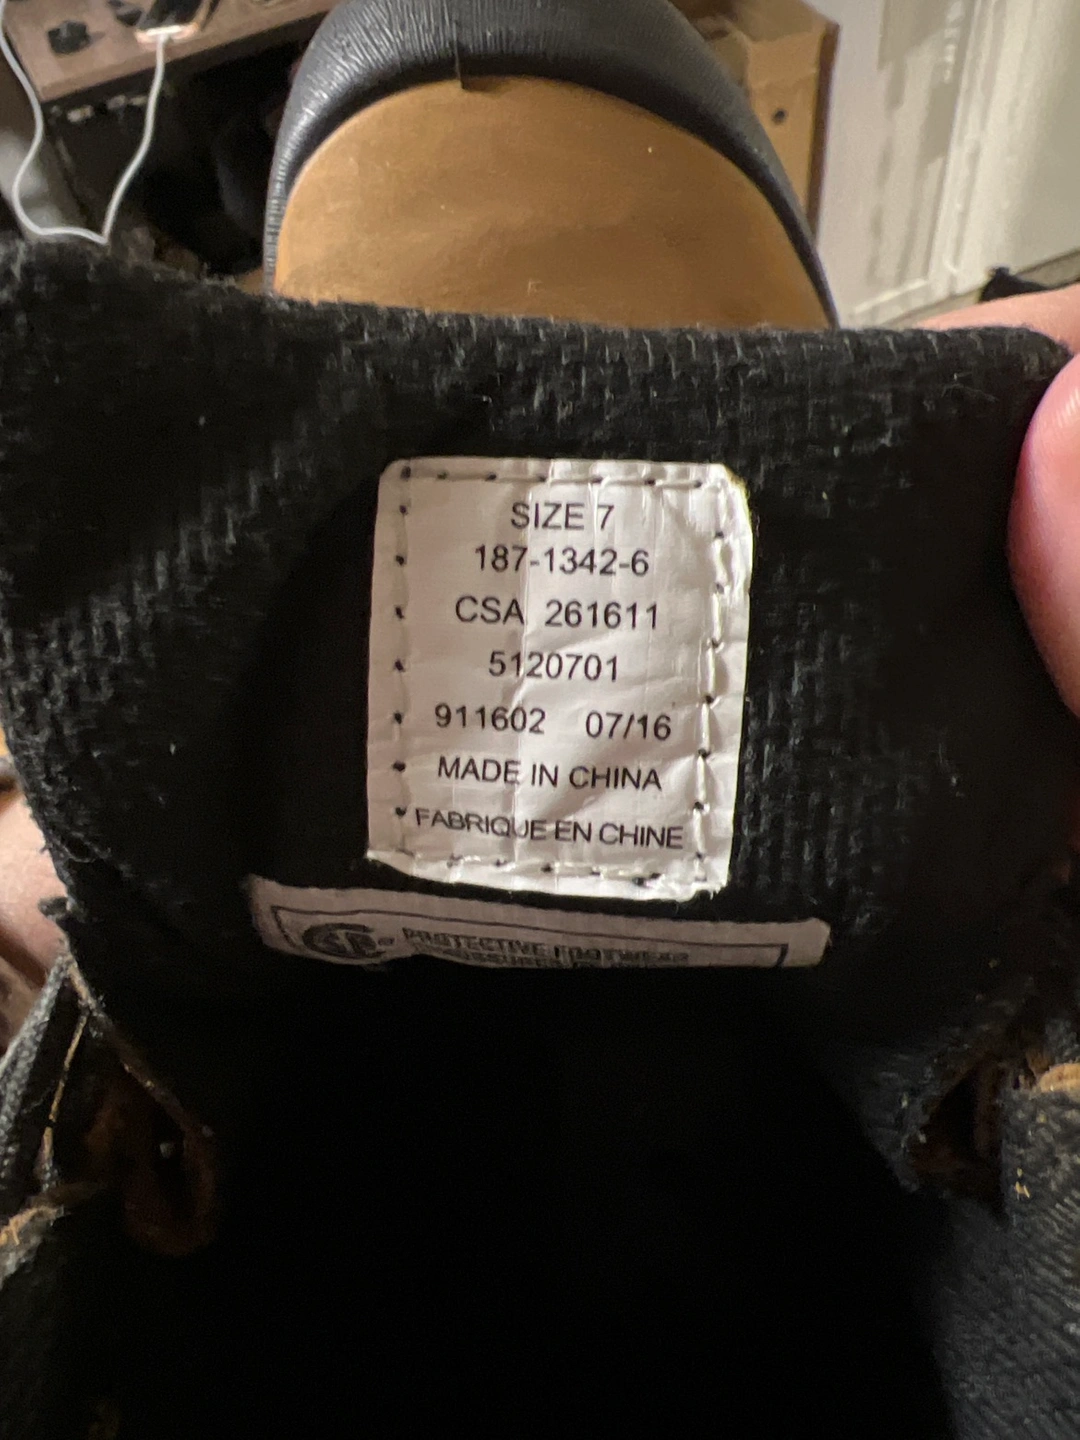 SIZE 7
187-1342-6
CSA 261611
5120701
911602 07/16
MADE IN CHINA
FABRIQUE EN CHINE
PROTECTIVE FOOTWEAR